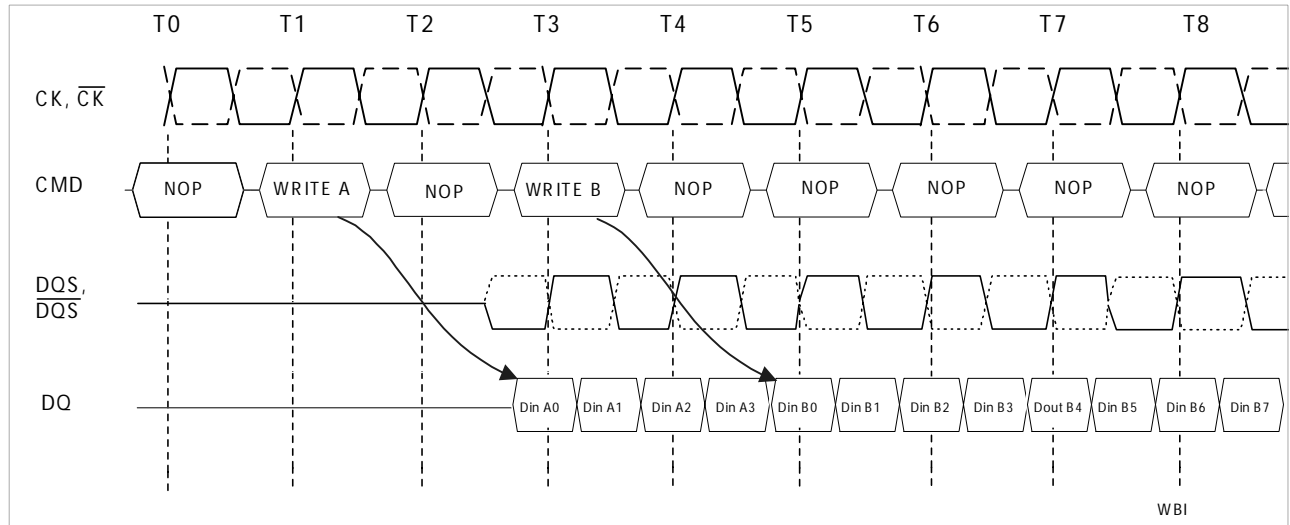 T0 T1 T2 T3 T4 T5 T6 T7 T8
CK, CK
CMD NOP WRITE A NOP WRITE B NOP NOP NOP NOP NOP
DQS,
DQS
DQ Din A0 Din A1 Din A2 Din A3 Din B0 Din B1 Din B2 Din B3 Dout B4 Din B5 Din B6 Din B7
WBI